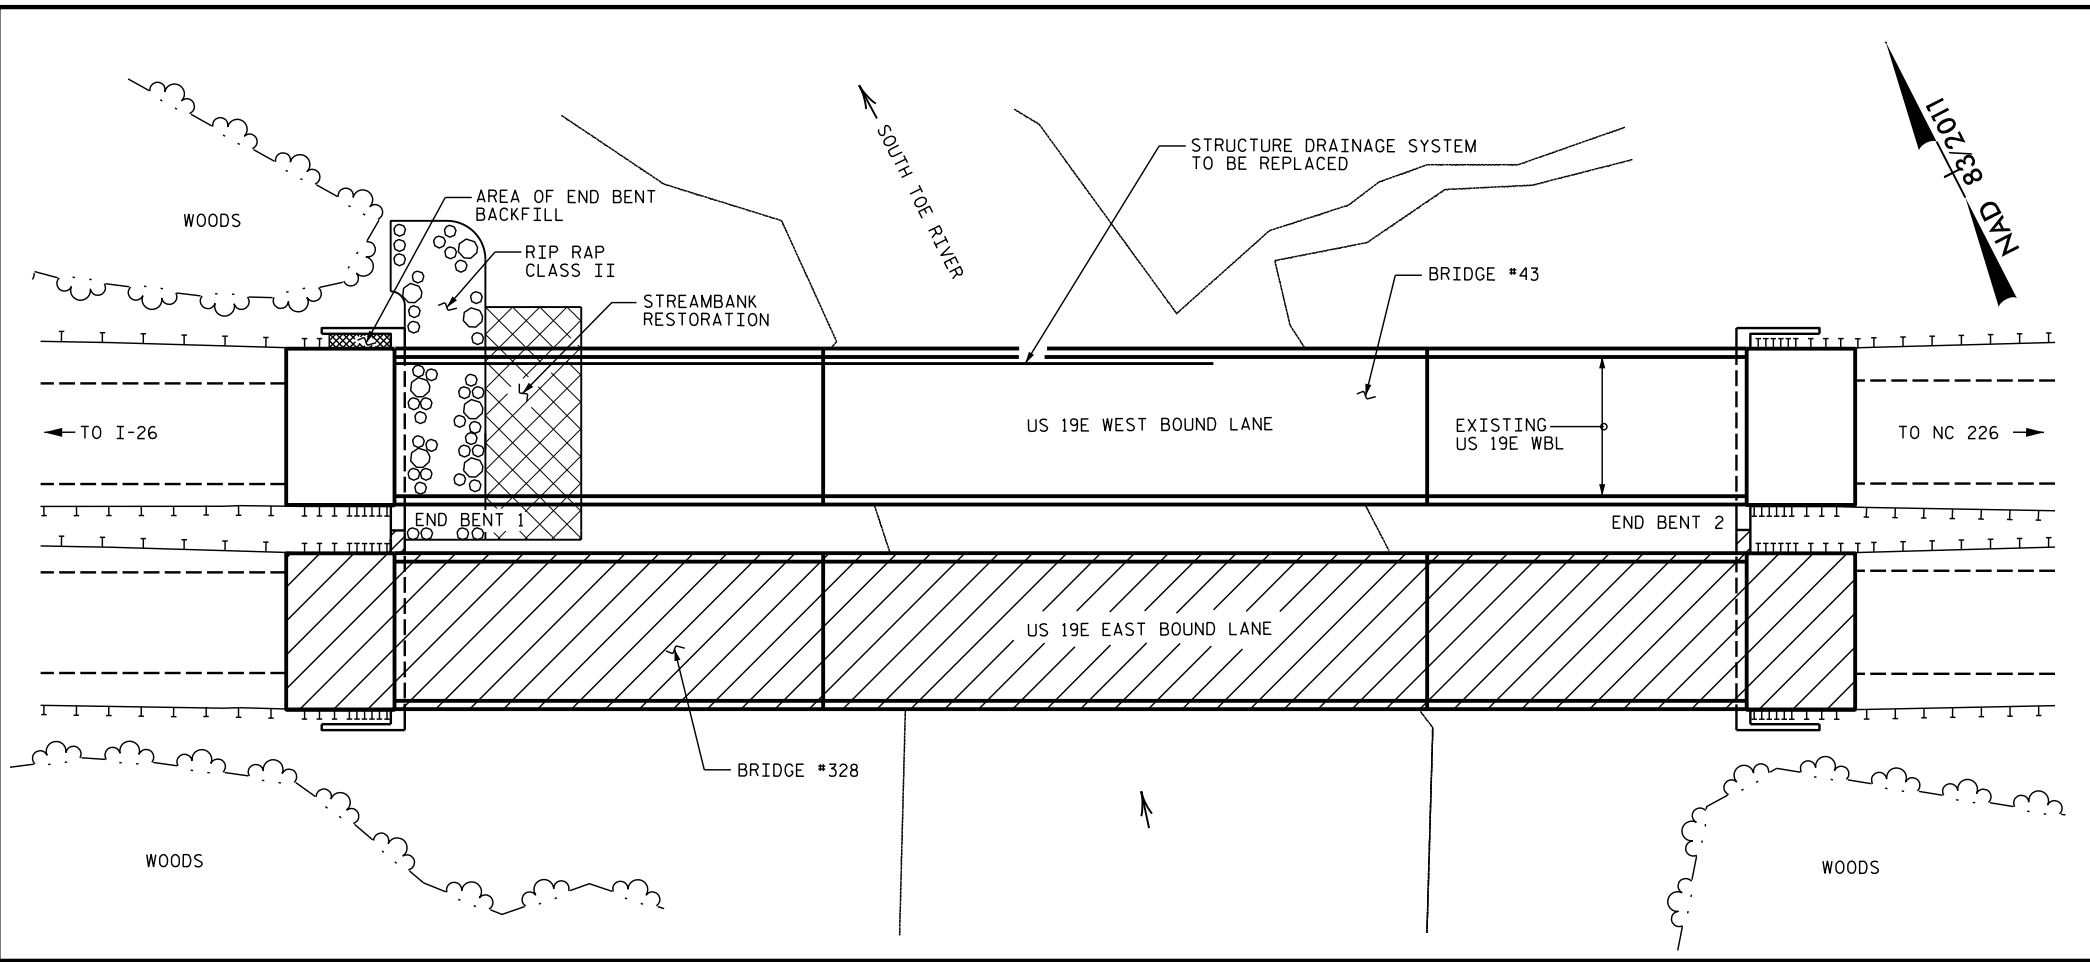 NAD 83/2011
SOUTH TOE RIVER
STRUCTURE DRAINAGE SYSTEM
TO BE REPLACED
AREA OF END BENT
BACKFILL
WOODS
RIP RAP
CLASS II
BRIDGE #43
STREAMBANK
RESTORATION
TO I-26
US 19E WEST BOUND LANE
EXISTING
US 19E WBL
TO NC 226
END BENT 1
END BENT 2
US 19E EAST BOUND LANE
BRIDGE #328
WOODS
WOODS